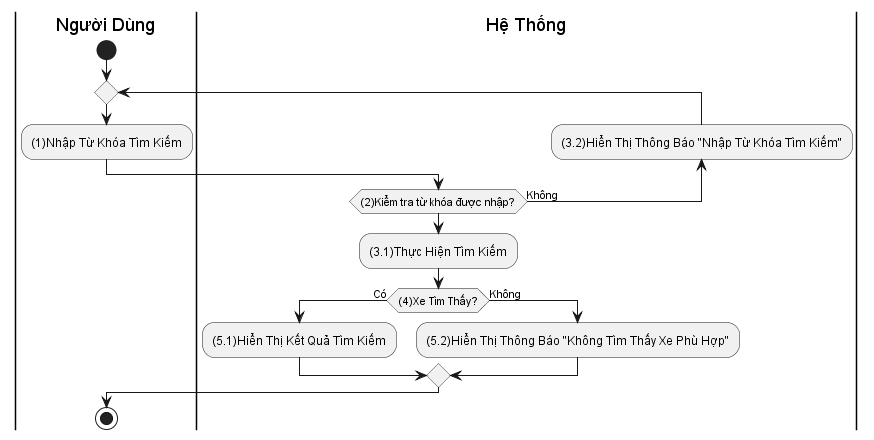 Người Dùng
Hệ Thống
(1)Nhập Từ Khóa Tìm Kiếm
(3.2)Hiển Thị Thông Báo "Nhập Từ Khóa Tìm Kiếm"
(2)Kiểm tra từ khóa được nhập?
Không
(3.1)Thực Hiện Tìm Kiếm
Có
(4)Xe Tìm Thấy?
Không
(5.1)Hiển Thị Kết Quả Tìm Kiếm
(5.2)Hiển Thị Thông Báo "Không Tìm Thấy Xe Phù Hợp"